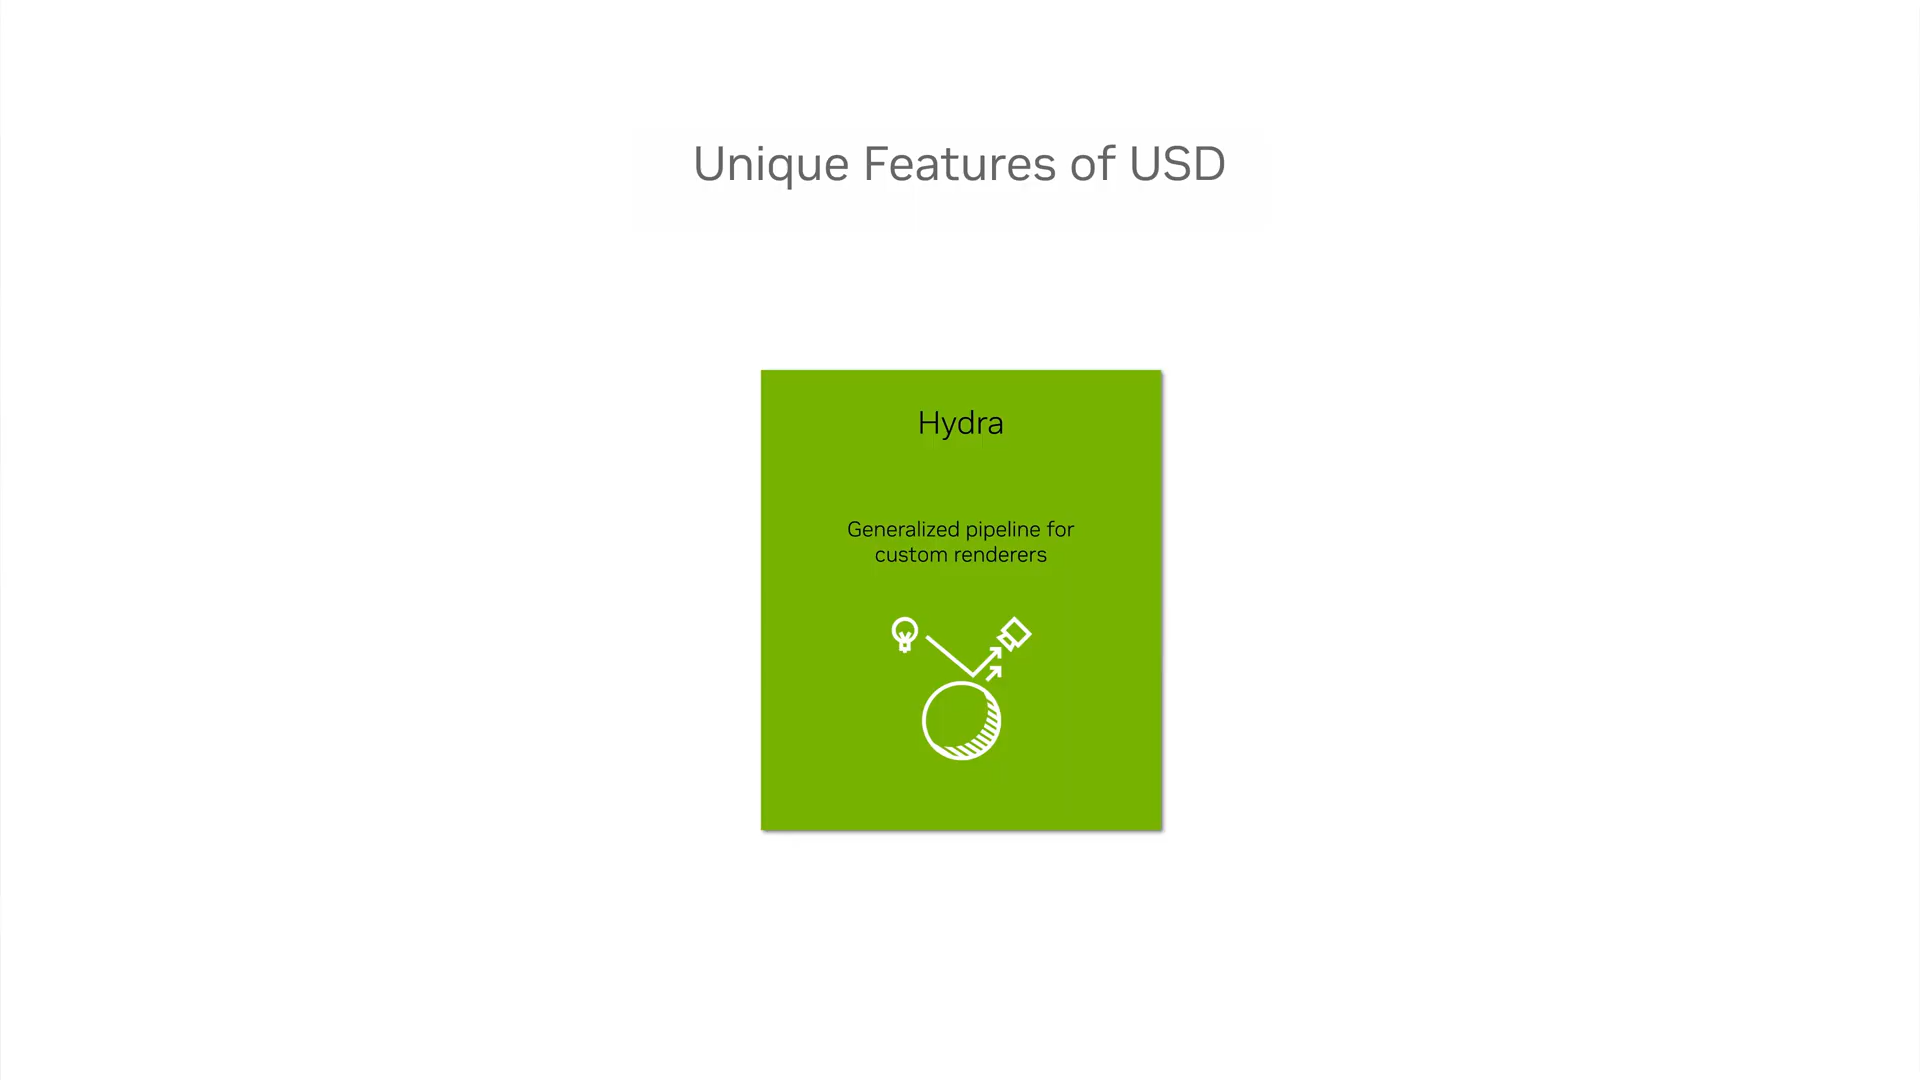 Unique Features of USD
Hydra
Generalized pipeline for
custom renderers